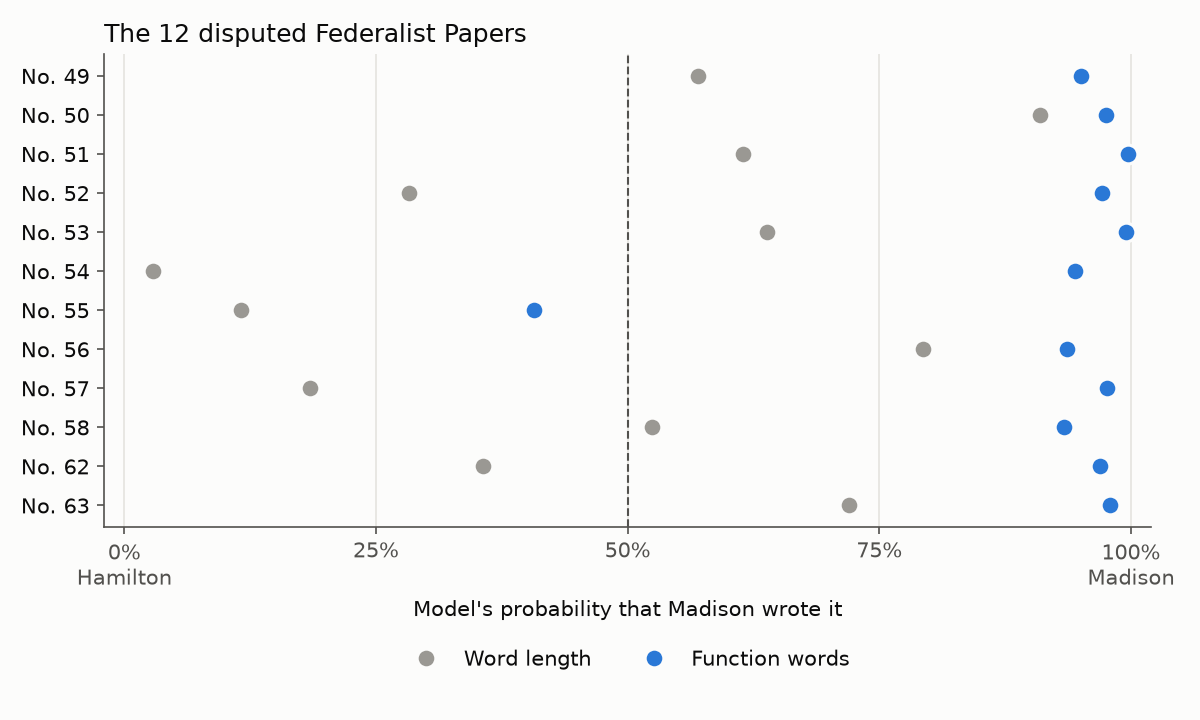 The 12 disputed Federalist Papers
No. 49
No. 50
No. 51
No. 52
No. 53
No. 54
No. 55
No. 56
No. 57
No. 58
No. 62
No. 63
0% 25% 50% 75% 100%
Hamilton Madison
Model's probability that Madison wrote it
Word length Function words